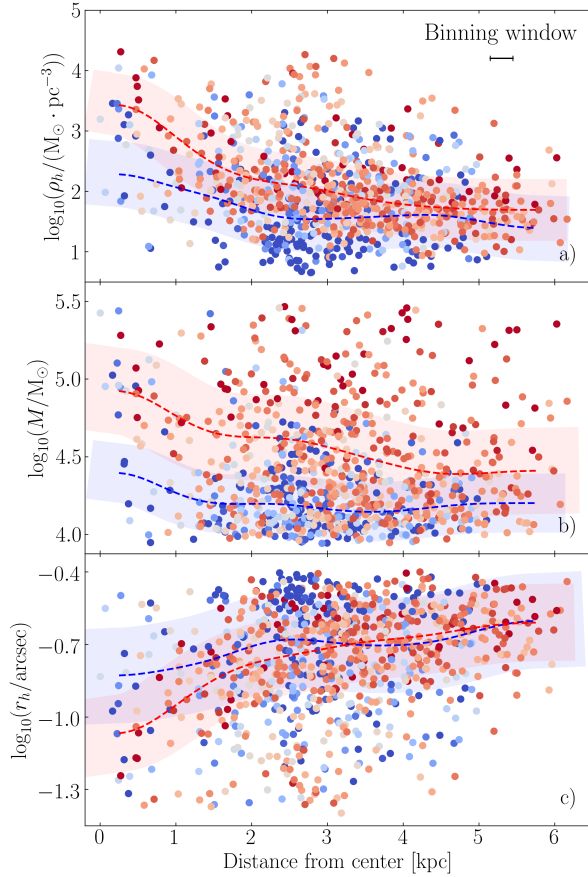 5
4
3
2
1
log₁₀(ρₕ/(M⊙ · pc⁻³))
Binning window
a)
5.5
5.0
4.5
4.0
log₁₀(M/M⊙)
b)
−0.4
−0.7
−1.0
−1.3
log₁₀(rₕ/arcsec)
c)
0 1 2 3 4 5 6
Distance from center [kpc]